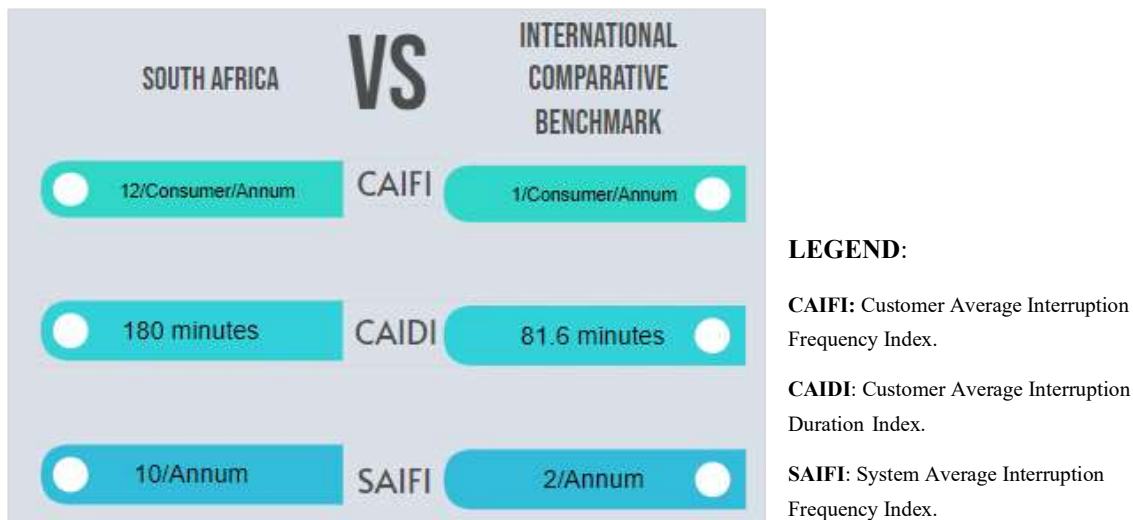 SOUTH AFRICA
VS
INTERNATIONAL
COMPARATIVE
BENCHMARK
12/Consumer/Annum
CAIFI
1/Consumer/Annum
180 minutes
CAIDI
81.6 minutes
10/Annum
SAIFI
2/Annum
LEGEND:
CAIFI: Customer Average Interruption
Frequency Index.
CAIDI: Customer Average Interruption
Duration Index.
SAIFI: System Average Interruption
Frequency Index.